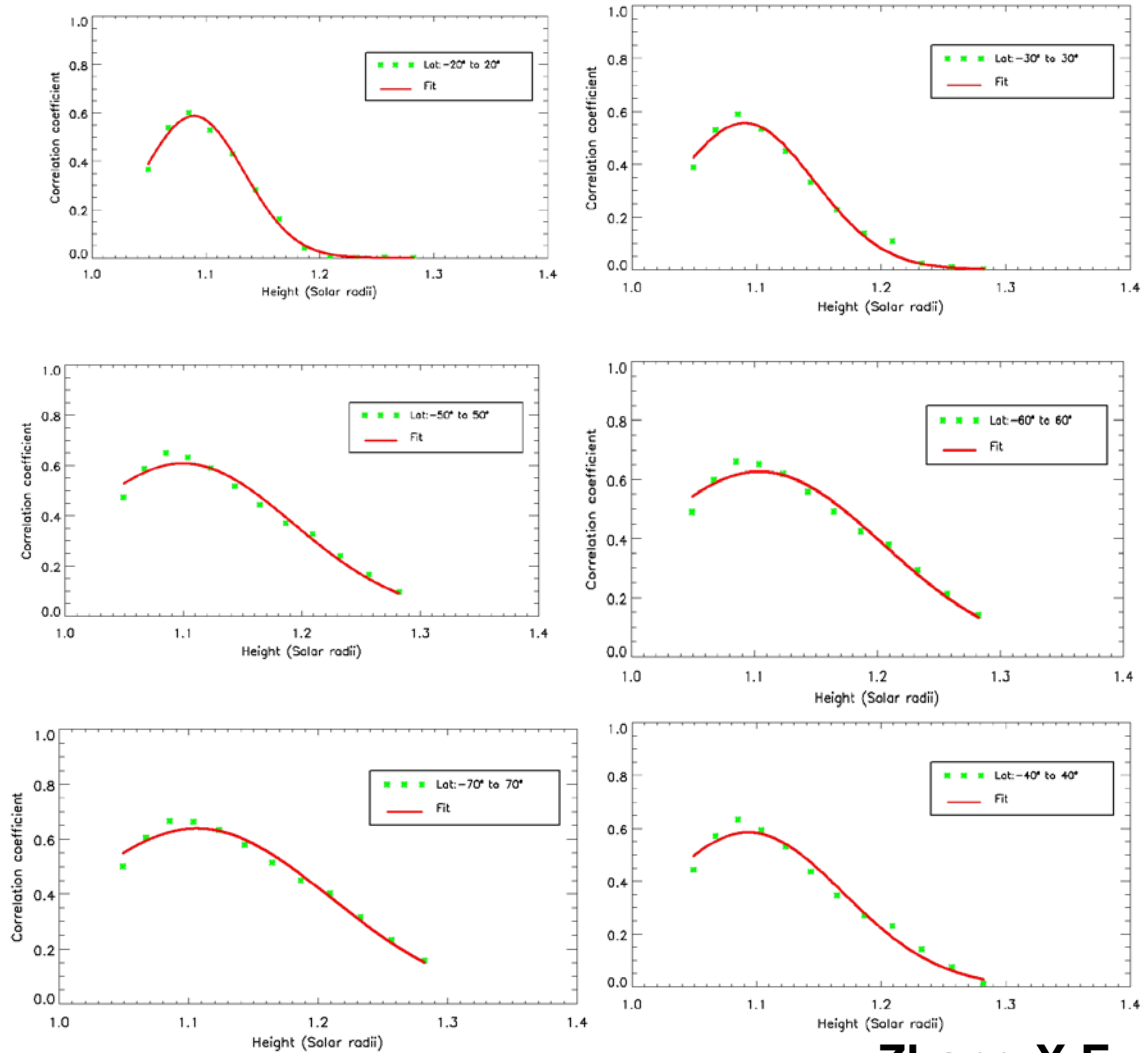 1.0
0.8
0.6
0.4
0.2
0.0
Correlation coefficient
Lat:-20° to 20°
Fit
1.0 1.1 1.2 1.3 1.4
Height (Solar radii)
1.0
0.8
0.6
0.4
0.2
0.0
Correlation coefficient
Lat:-30° to 30°
Fit
1.0 1.1 1.2 1.3 1.4
Height (Solar radii)
1.0
0.8
0.6
0.4
0.2
0.0
Correlation coefficient
Lat:-50° to 50°
Fit
1.0 1.1 1.2 1.3 1.4
Height (Solar radii)
1.0
0.8
0.6
0.4
0.2
0.0
Correlation coefficient
Lat:-60° to 60°
Fit
1.0 1.1 1.2 1.3 1.4
Height (Solar radii)
1.0
0.8
0.6
0.4
0.2
0.0
Correlation coefficient
Lat:-70° to 70°
Fit
1.0 1.1 1.2 1.3 1.4
Height (Solar radii)
1.0
0.8
0.6
0.4
0.2
0.0
Correlation coefficient
Lat:-40° to 40°
Fit
1.0 1.1 1.2 1.3 1.4
Height (Solar radii)